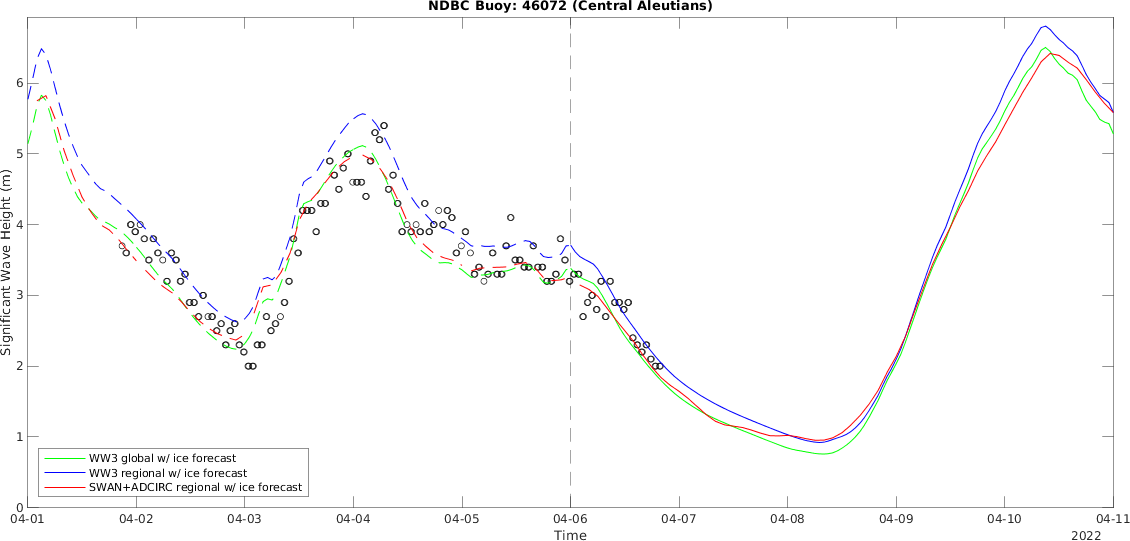 NDBC Buoy: 46072 (Central Aleutians)
Significant Wave Height (m)
6
5
4
3
2
1
0
WW3 global w/ ice forecast
WW3 regional w/ ice forecast
SWAN+ADCIRC regional w/ ice forecast
04-01 04-02 04-03 04-04 04-05 04-06 04-07 04-08 04-09 04-10 04-11
Time
2022